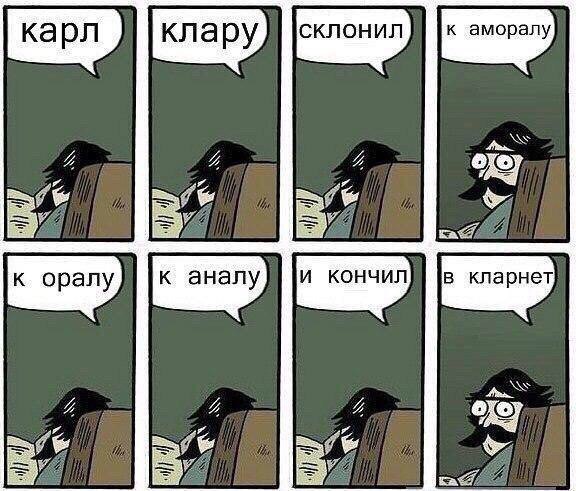 карл
клару
склонил
к аморалу
к оралу
к аналу
и кончил
в кларнет